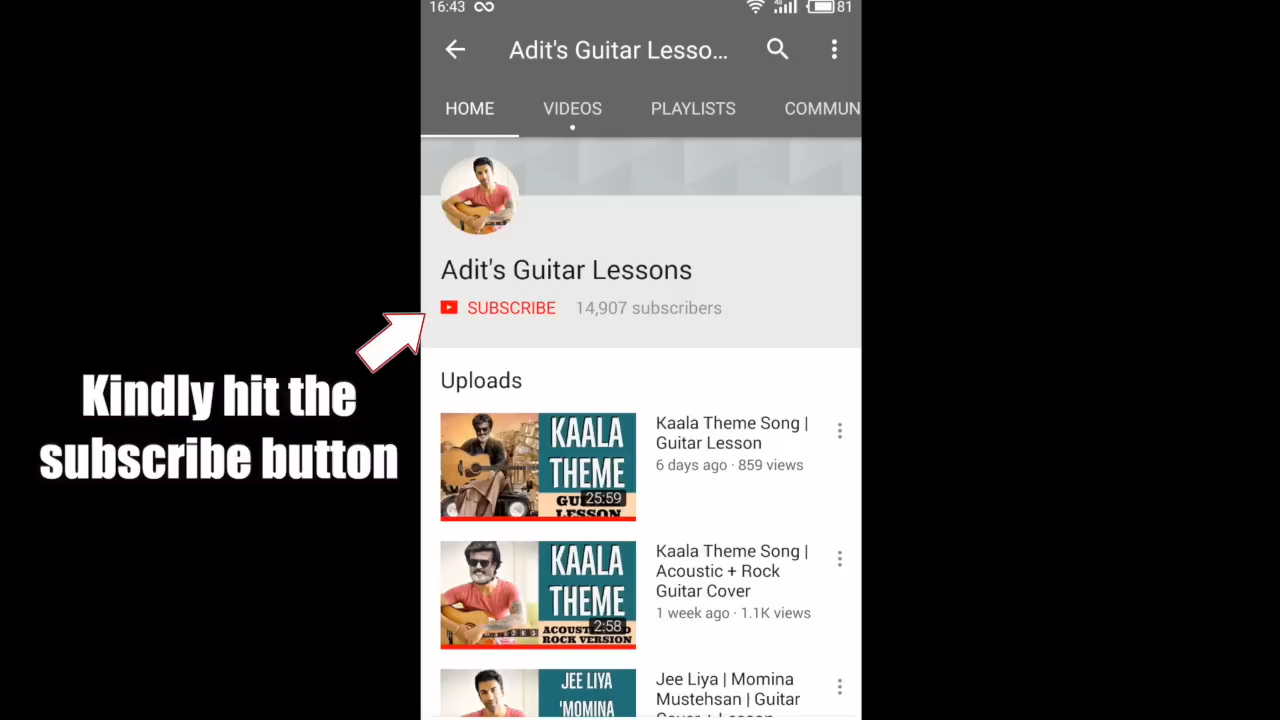 16:43
4G
81
Adit's Guitar Lesso...
HOME
VIDEOS
PLAYLISTS
COMMUN
Adit's Guitar Lessons
SUBSCRIBE
14,907 subscribers
Kindly hit the
subscribe button
Uploads
KAALA
THEME
25:59
LESSON
Kaala Theme Song |
Guitar Lesson
6 days ago · 859 views
KAALA
THEME
2:58
ROCK VERSION
Kaala Theme Song |
Acoustic + Rock
Guitar Cover
1 week ago · 1.1K views
JEE LIYA
'MOMINA
Jee Liya | Momina
Mustehsan | Guitar